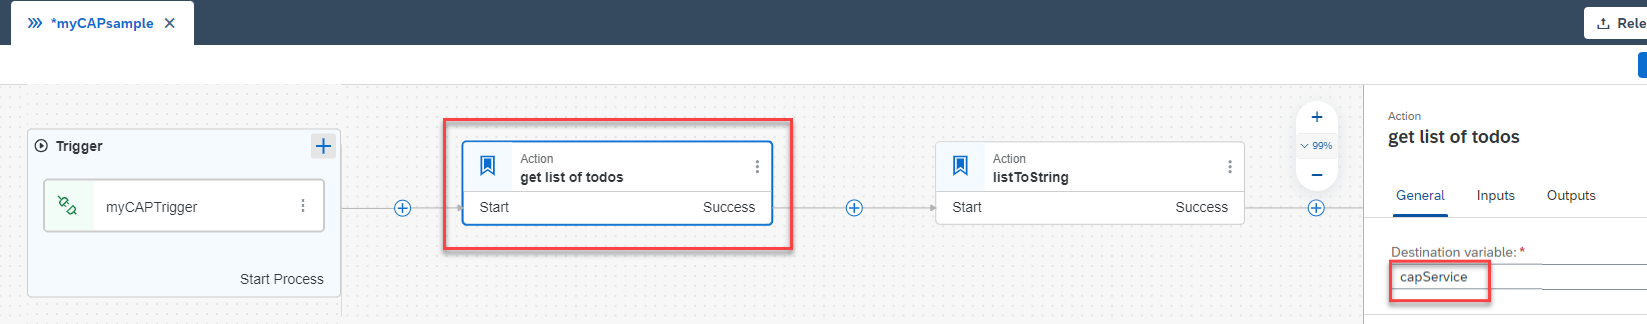 *myCAPsample
Rele
Trigger
myCAPTrigger
Start Process
Action
get list of todos
Start
Success
Action
listToString
Start
Success
99%
Action
get list of todos
General
Inputs
Outputs
Destination variable: *
capService